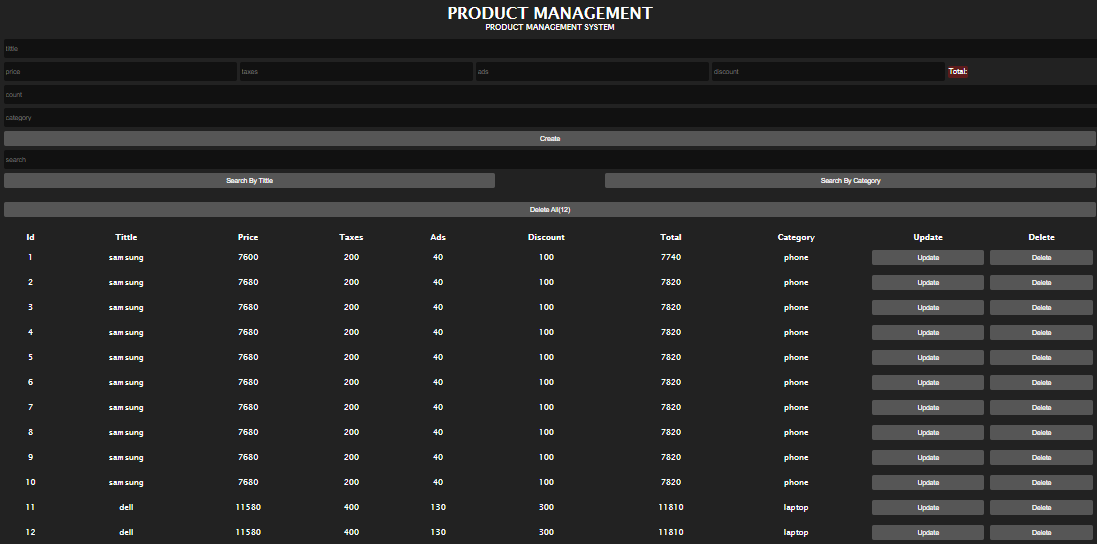 PRODUCT MANAGEMENT
PRODUCT MANAGEMENT SYSTEM
tittle
price taxes ads discount Total:
count
category
Create
search
Search By Tittle Search By Category
Delete All(12)
Id Tittle Price Taxes Ads Discount Total Category Update Delete
1 samsung 7600 200 40 100 7740 phone Update Delete
2 samsung 7680 200 40 100 7820 phone Update Delete
3 samsung 7680 200 40 100 7820 phone Update Delete
4 samsung 7680 200 40 100 7820 phone Update Delete
5 samsung 7680 200 40 100 7820 phone Update Delete
6 samsung 7680 200 40 100 7820 phone Update Delete
7 samsung 7680 200 40 100 7820 phone Update Delete
8 samsung 7680 200 40 100 7820 phone Update Delete
9 samsung 7680 200 40 100 7820 phone Update Delete
10 samsung 7680 200 40 100 7820 phone Update Delete
11 dell 11580 400 130 300 11810 laptop Update Delete
12 dell 11580 400 130 300 11810 laptop Update Delete